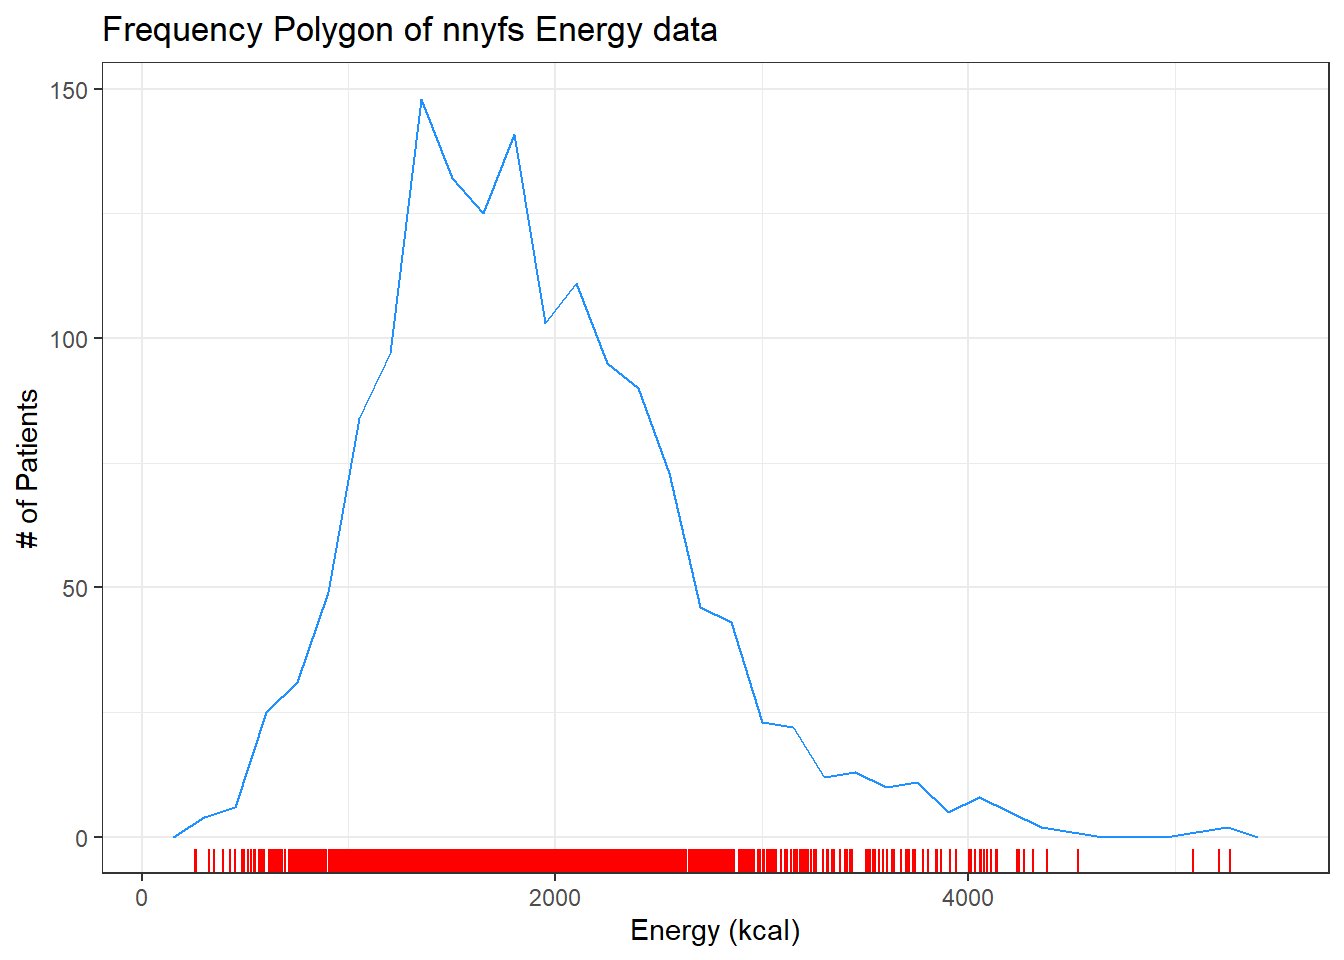 Frequency Polygon of nnyfs Energy data
150
100
50
0
# of Patients
0 2000 4000
Energy (kcal)